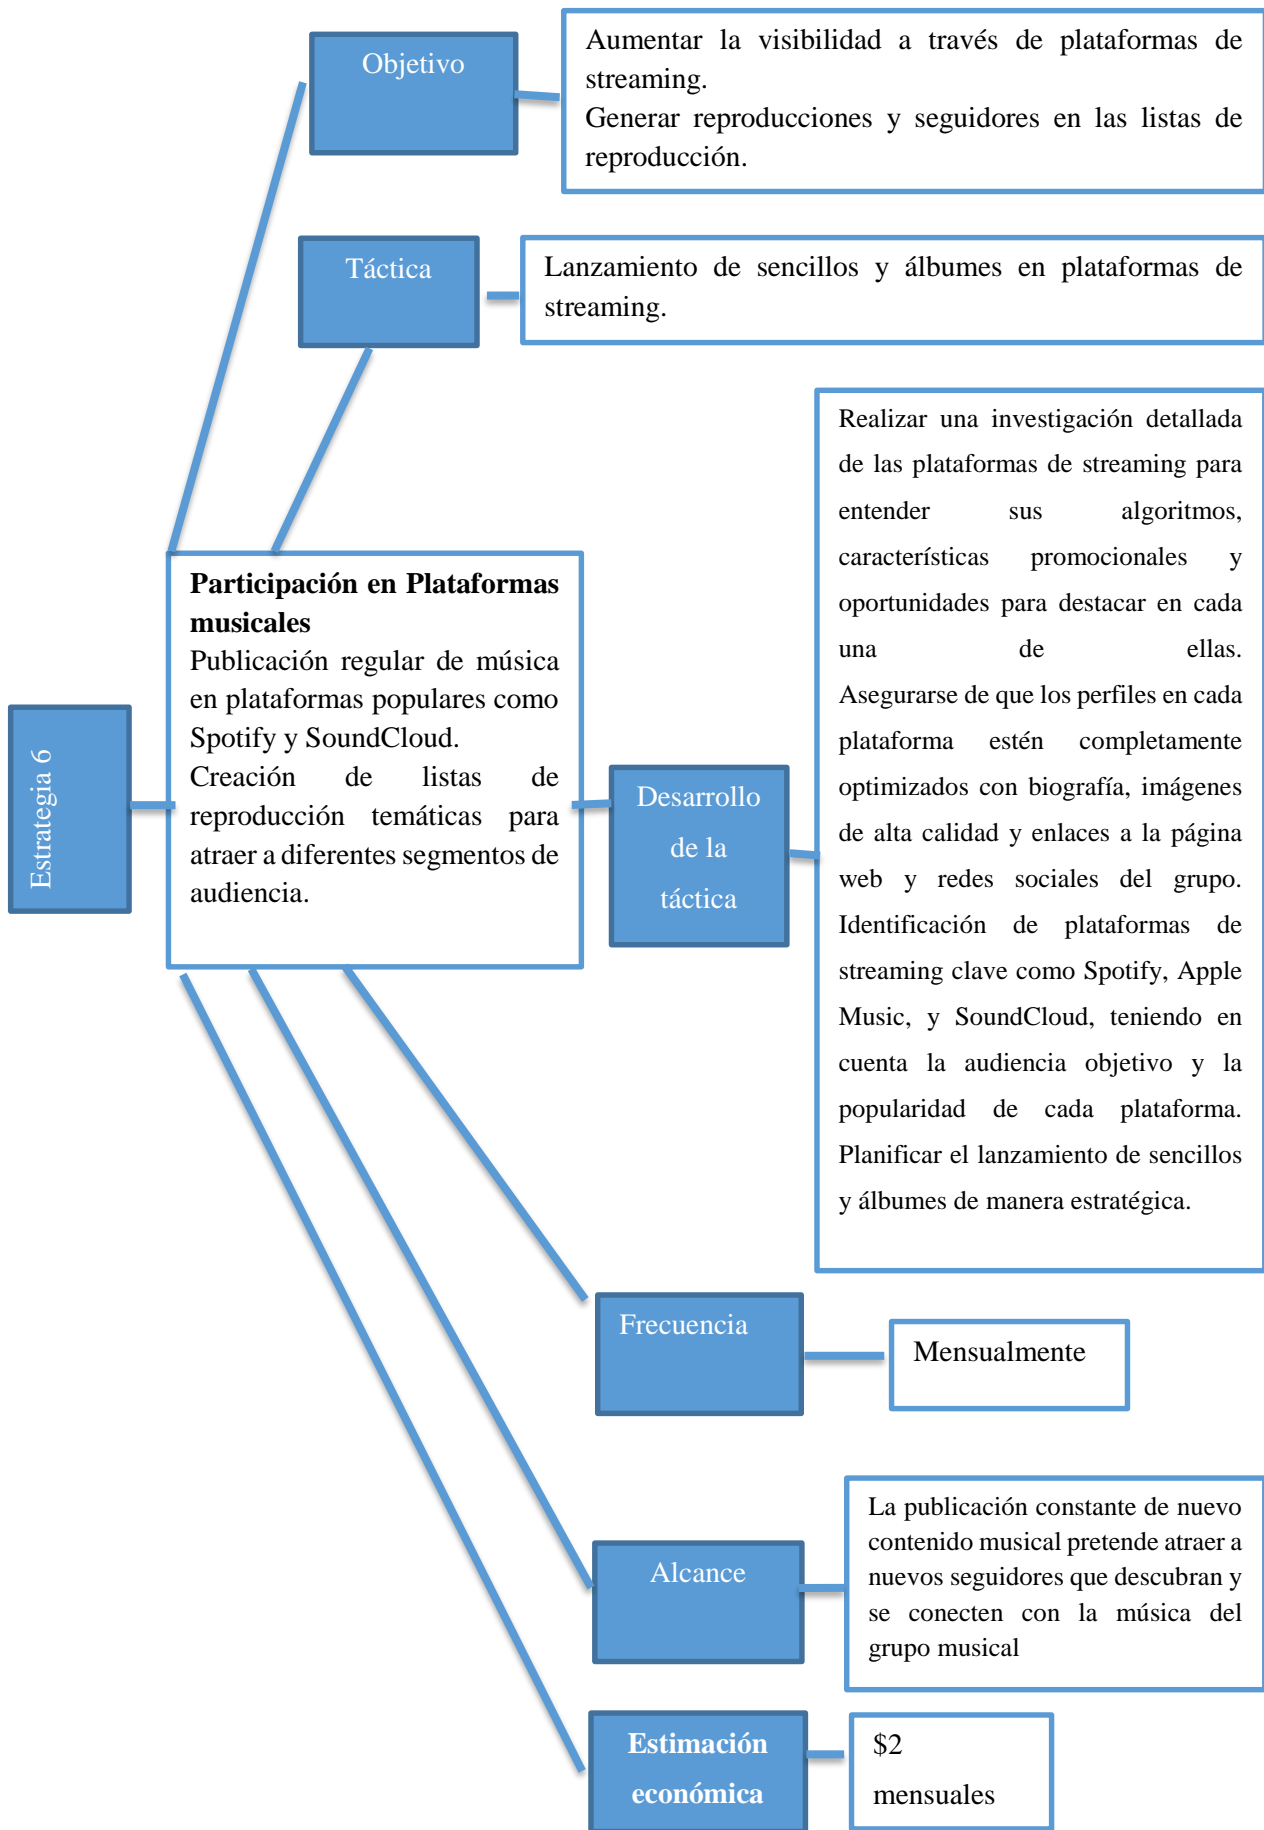 Objetivo
Aumentar la visibilidad a través de plataformas de
streaming.
Generar reproducciones y seguidores en las listas de
reproducción.
Táctica
Lanzamiento de sencillos y álbumes en plataformas de
streaming.
Estrategia 6
Participación en Plataformas
musicales
Publicación regular de música
en plataformas populares como
Spotify y SoundCloud.
Creación de listas de
reproducción temáticas para
atraer a diferentes segmentos de
audiencia.
Desarrollo
de la
táctica
Realizar una investigación detallada
de las plataformas de streaming para
entender sus algoritmos,
características promocionales y
oportunidades para destacar en cada
una de ellas.
Asegurarse de que los perfiles en cada
plataforma estén completamente
optimizados con biografía, imágenes
de alta calidad y enlaces a la página
web y redes sociales del grupo.
Identificación de plataformas de
streaming clave como Spotify, Apple
Music, y SoundCloud, teniendo en
cuenta la audiencia objetivo y la
popularidad de cada plataforma.
Planificar el lanzamiento de sencillos
y álbumes de manera estratégica.
Frecuencia
Mensualmente
Alcance
La publicación constante de nuevo
contenido musical pretende atraer a
nuevos seguidores que descubran y
se conecten con la música del
grupo musical
Estimación
económica
$2
mensuales